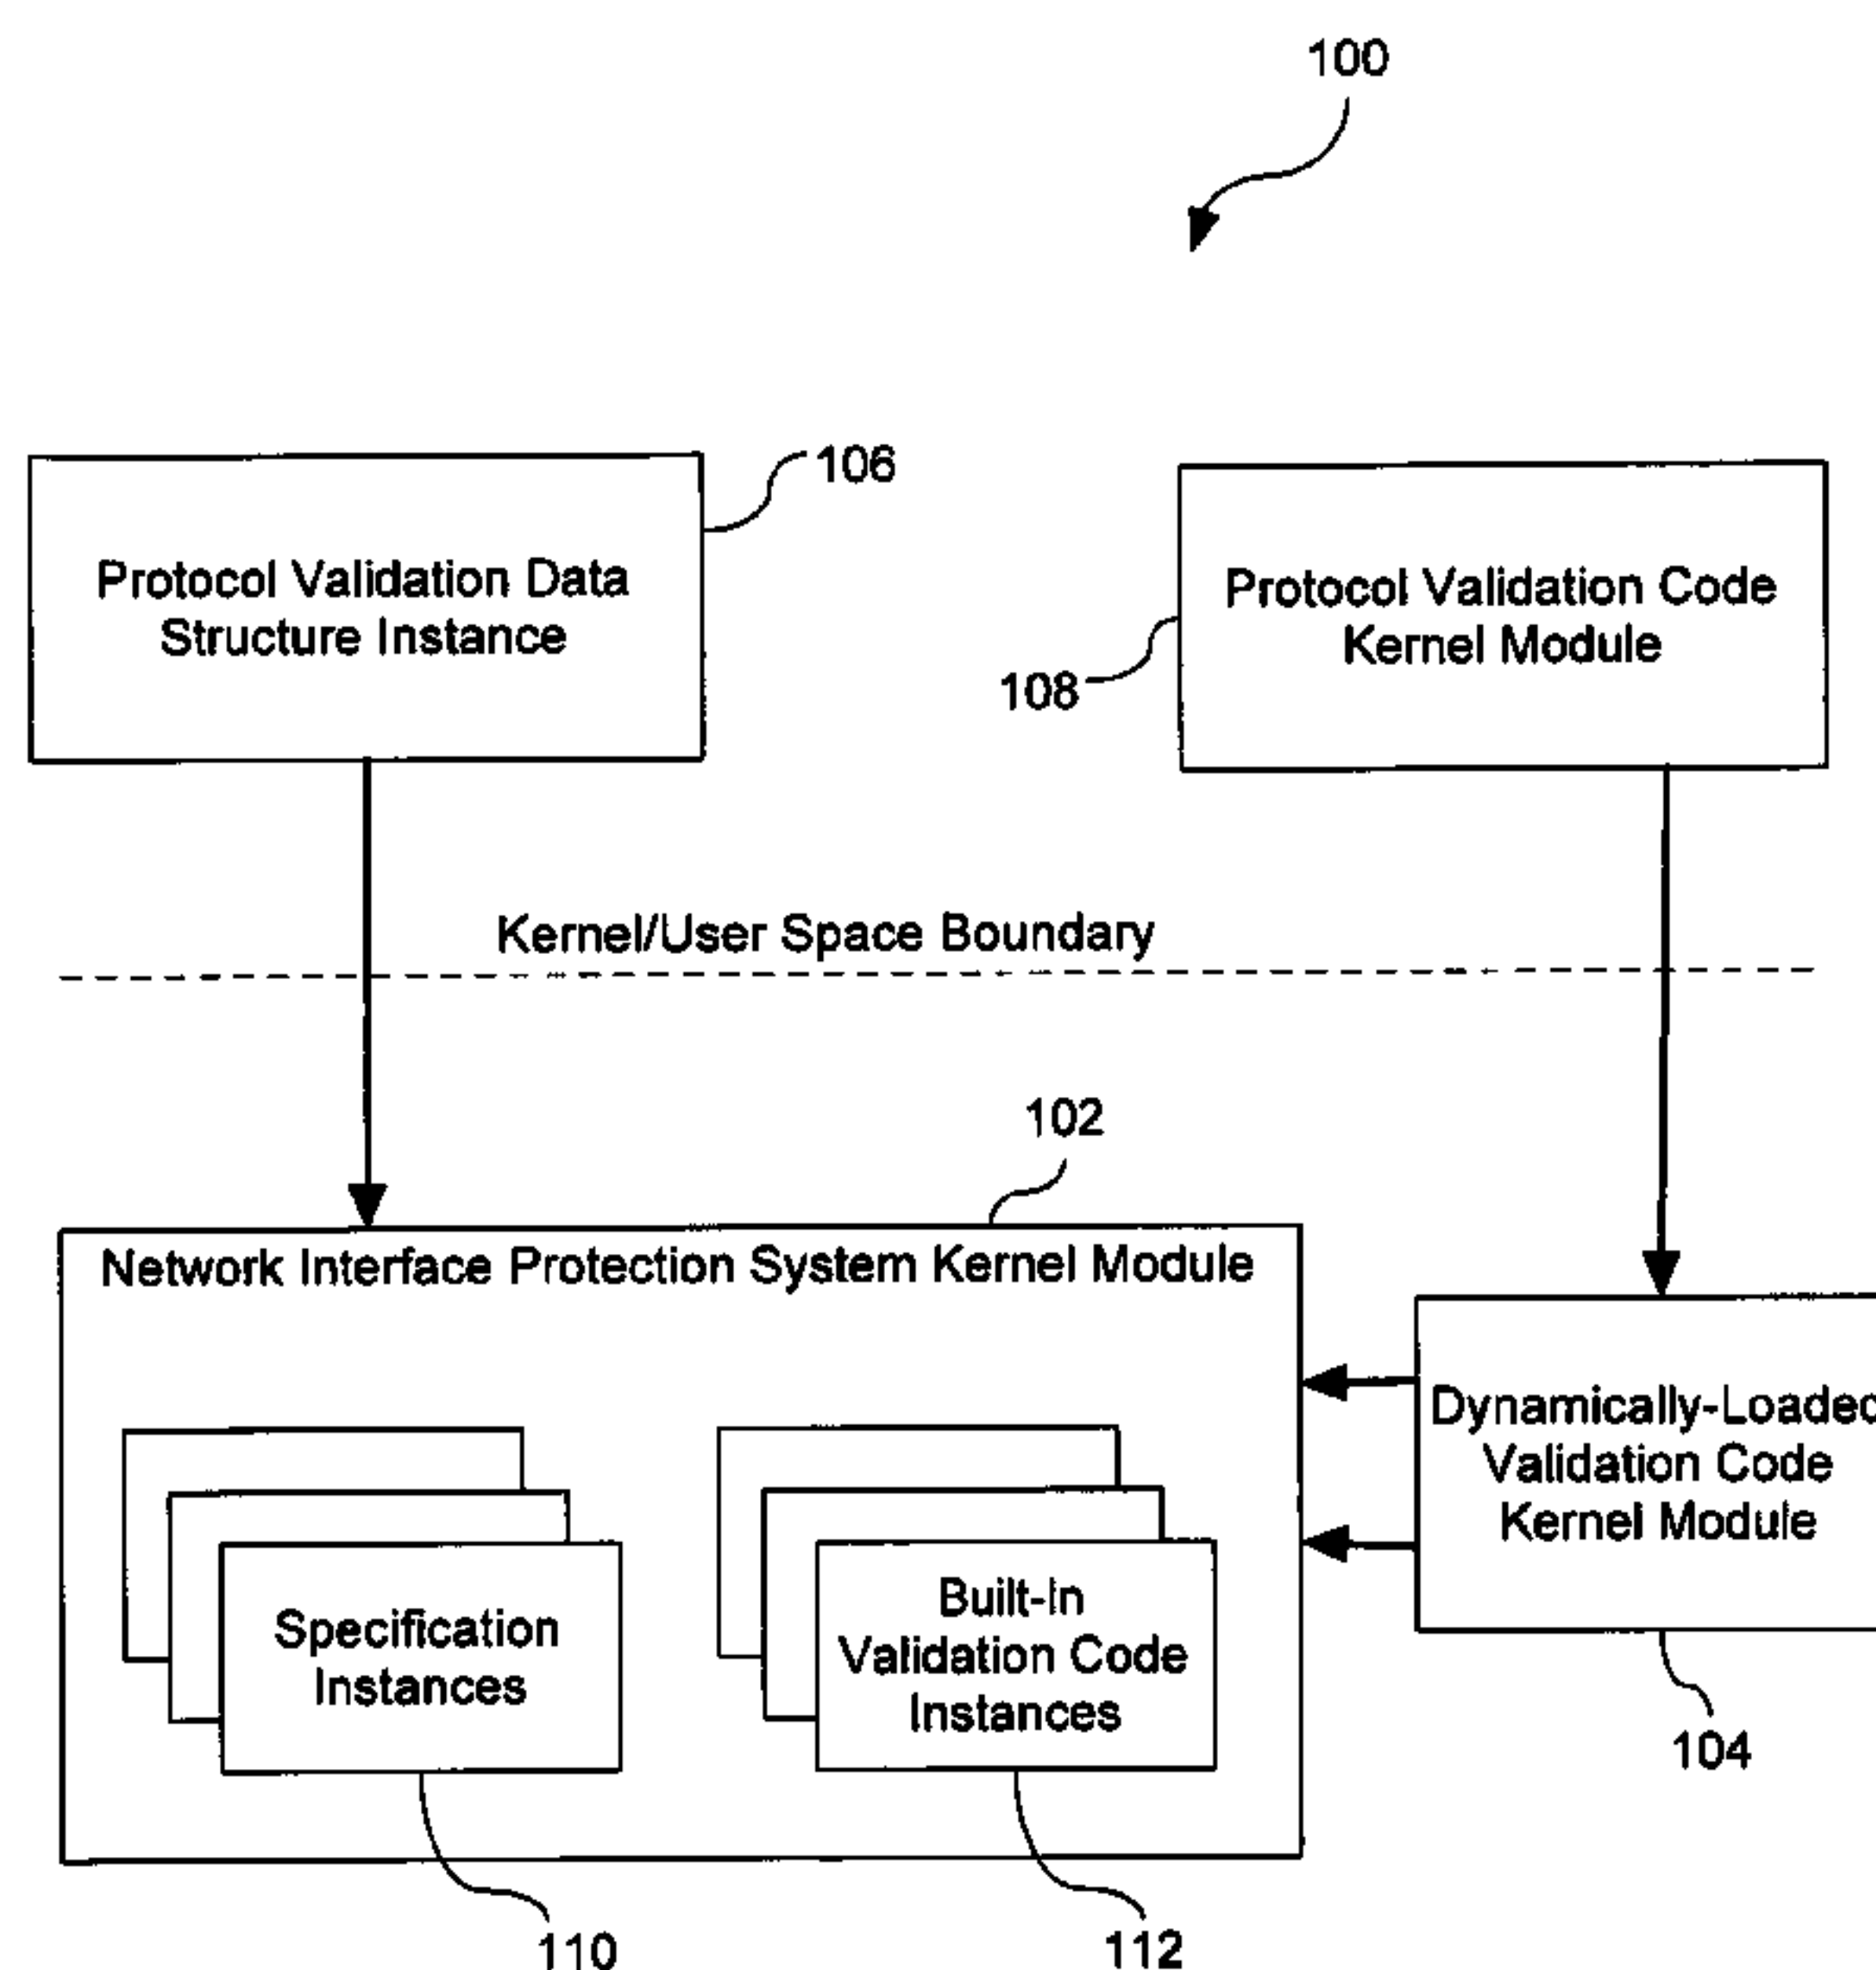 100
106
Protocol Validation Data
Structure Instance
Protocol Validation Code
Kernel Module
108
Kernel/User Space Boundary
102
Network Interface Protection System Kernel Module
Dynamically-Loaded
Validation Code
Kernel Module
Specification
Instances
Built-In
Validation Code
Instances
104
110
112